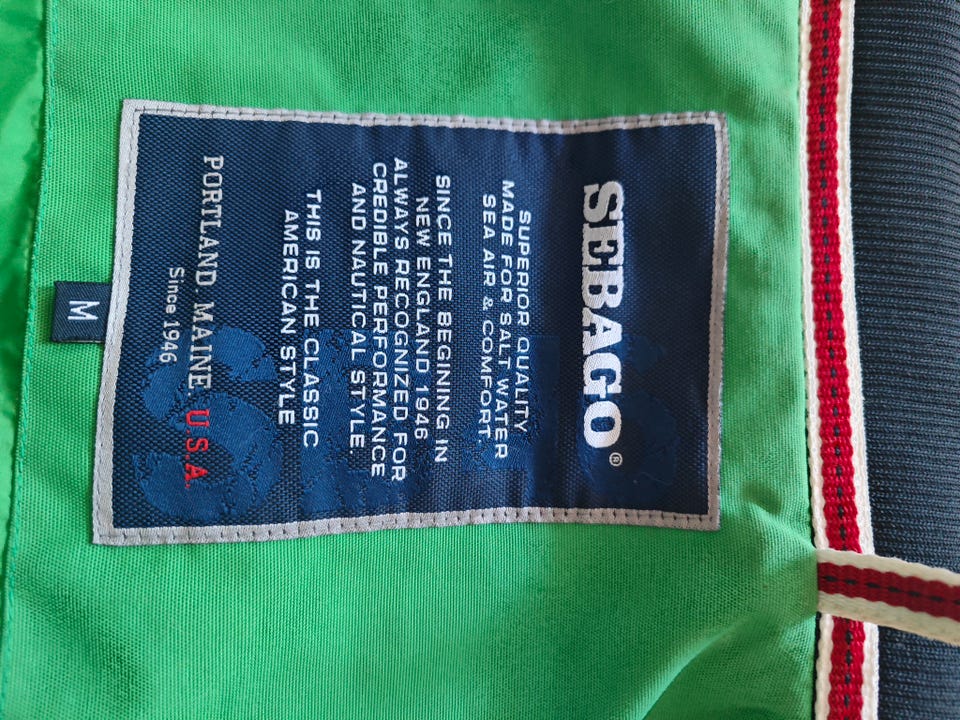 SEBAGO®
SUPERIOR QUALITY
MADE FOR SALT WATER
SEA AIR & COMFORT.
SINCE THE BEGINING IN
NEW ENGLAND 1946
ALWAYS RECOGNIZED FOR
CREDIBLE PERFORMANCE
AND NAUTICAL STYLE.
THIS IS THE CLASSIC
AMERICAN STYLE
PORTLAND MAINE. U.S.A.
Since 1946
M